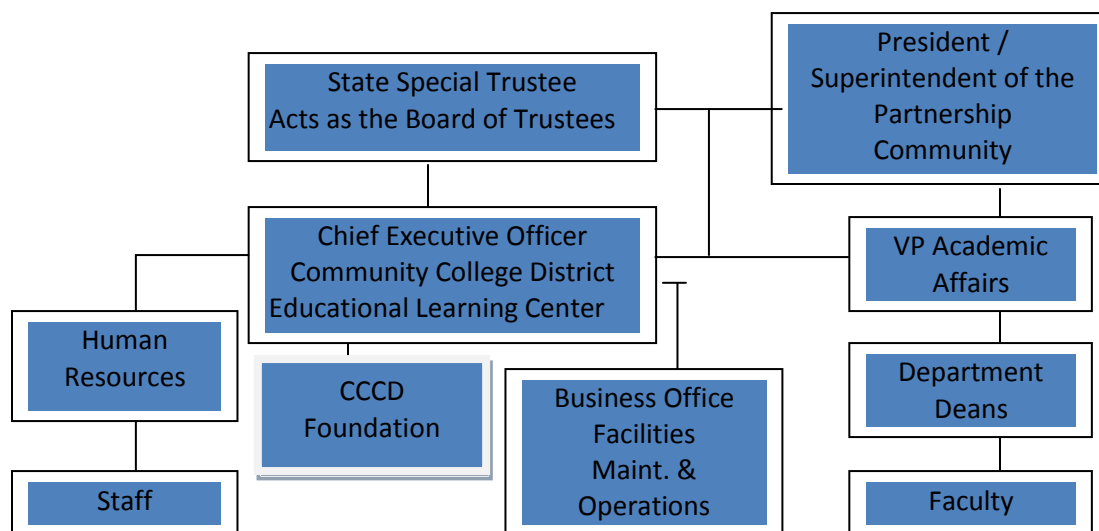 State Special Trustee
Acts as the Board of Trustees
President /
Superintendent of the
Partnership
Community
Chief Executive Officer
Community College District
Educational Learning Center
VP Academic
Affairs
Human
Resources
CCCD
Foundation
Business Office
Facilities
Maint. &
Operations
Department
Deans
Staff
Faculty